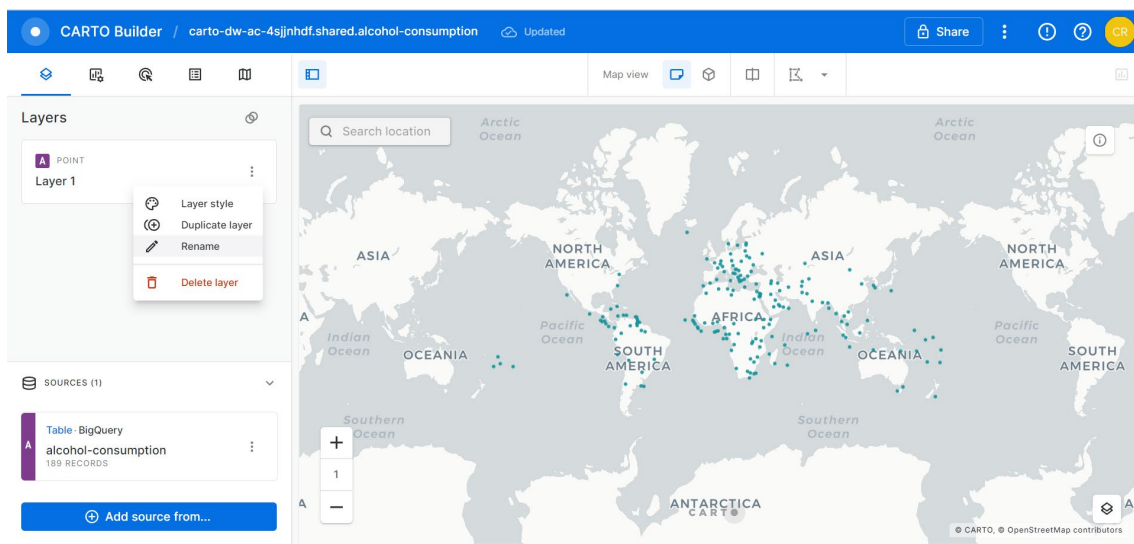 CARTO Builder / carto-dw-ac-4sjjnhdf.shared.alcohol-consumption Updated
Share
CR
Map view
Layers
A POINT
Layer 1
Layer style
Duplicate layer
Rename
Delete layer
SOURCES (1)
A
Table · BigQuery
alcohol-consumption
189 RECORDS
Add source from...
Search location
Arctic
Ocean
Arctic
Ocean
ASIA
NORTH
AMERICA
ASIA
NORTH
AMERICA
A
Indian
Ocean
OCEANIA
Pacific
Ocean
SOUTH
AMERICA
AFRICA
Indian
Ocean
OCEANIA
Pacific
Ocean
SOUTH
AMERICA
Southern
Ocean
Southern
Ocean
+
1
−
A
ANTARCTICA
CARTO
A
© CARTO, © OpenStreetMap contributors